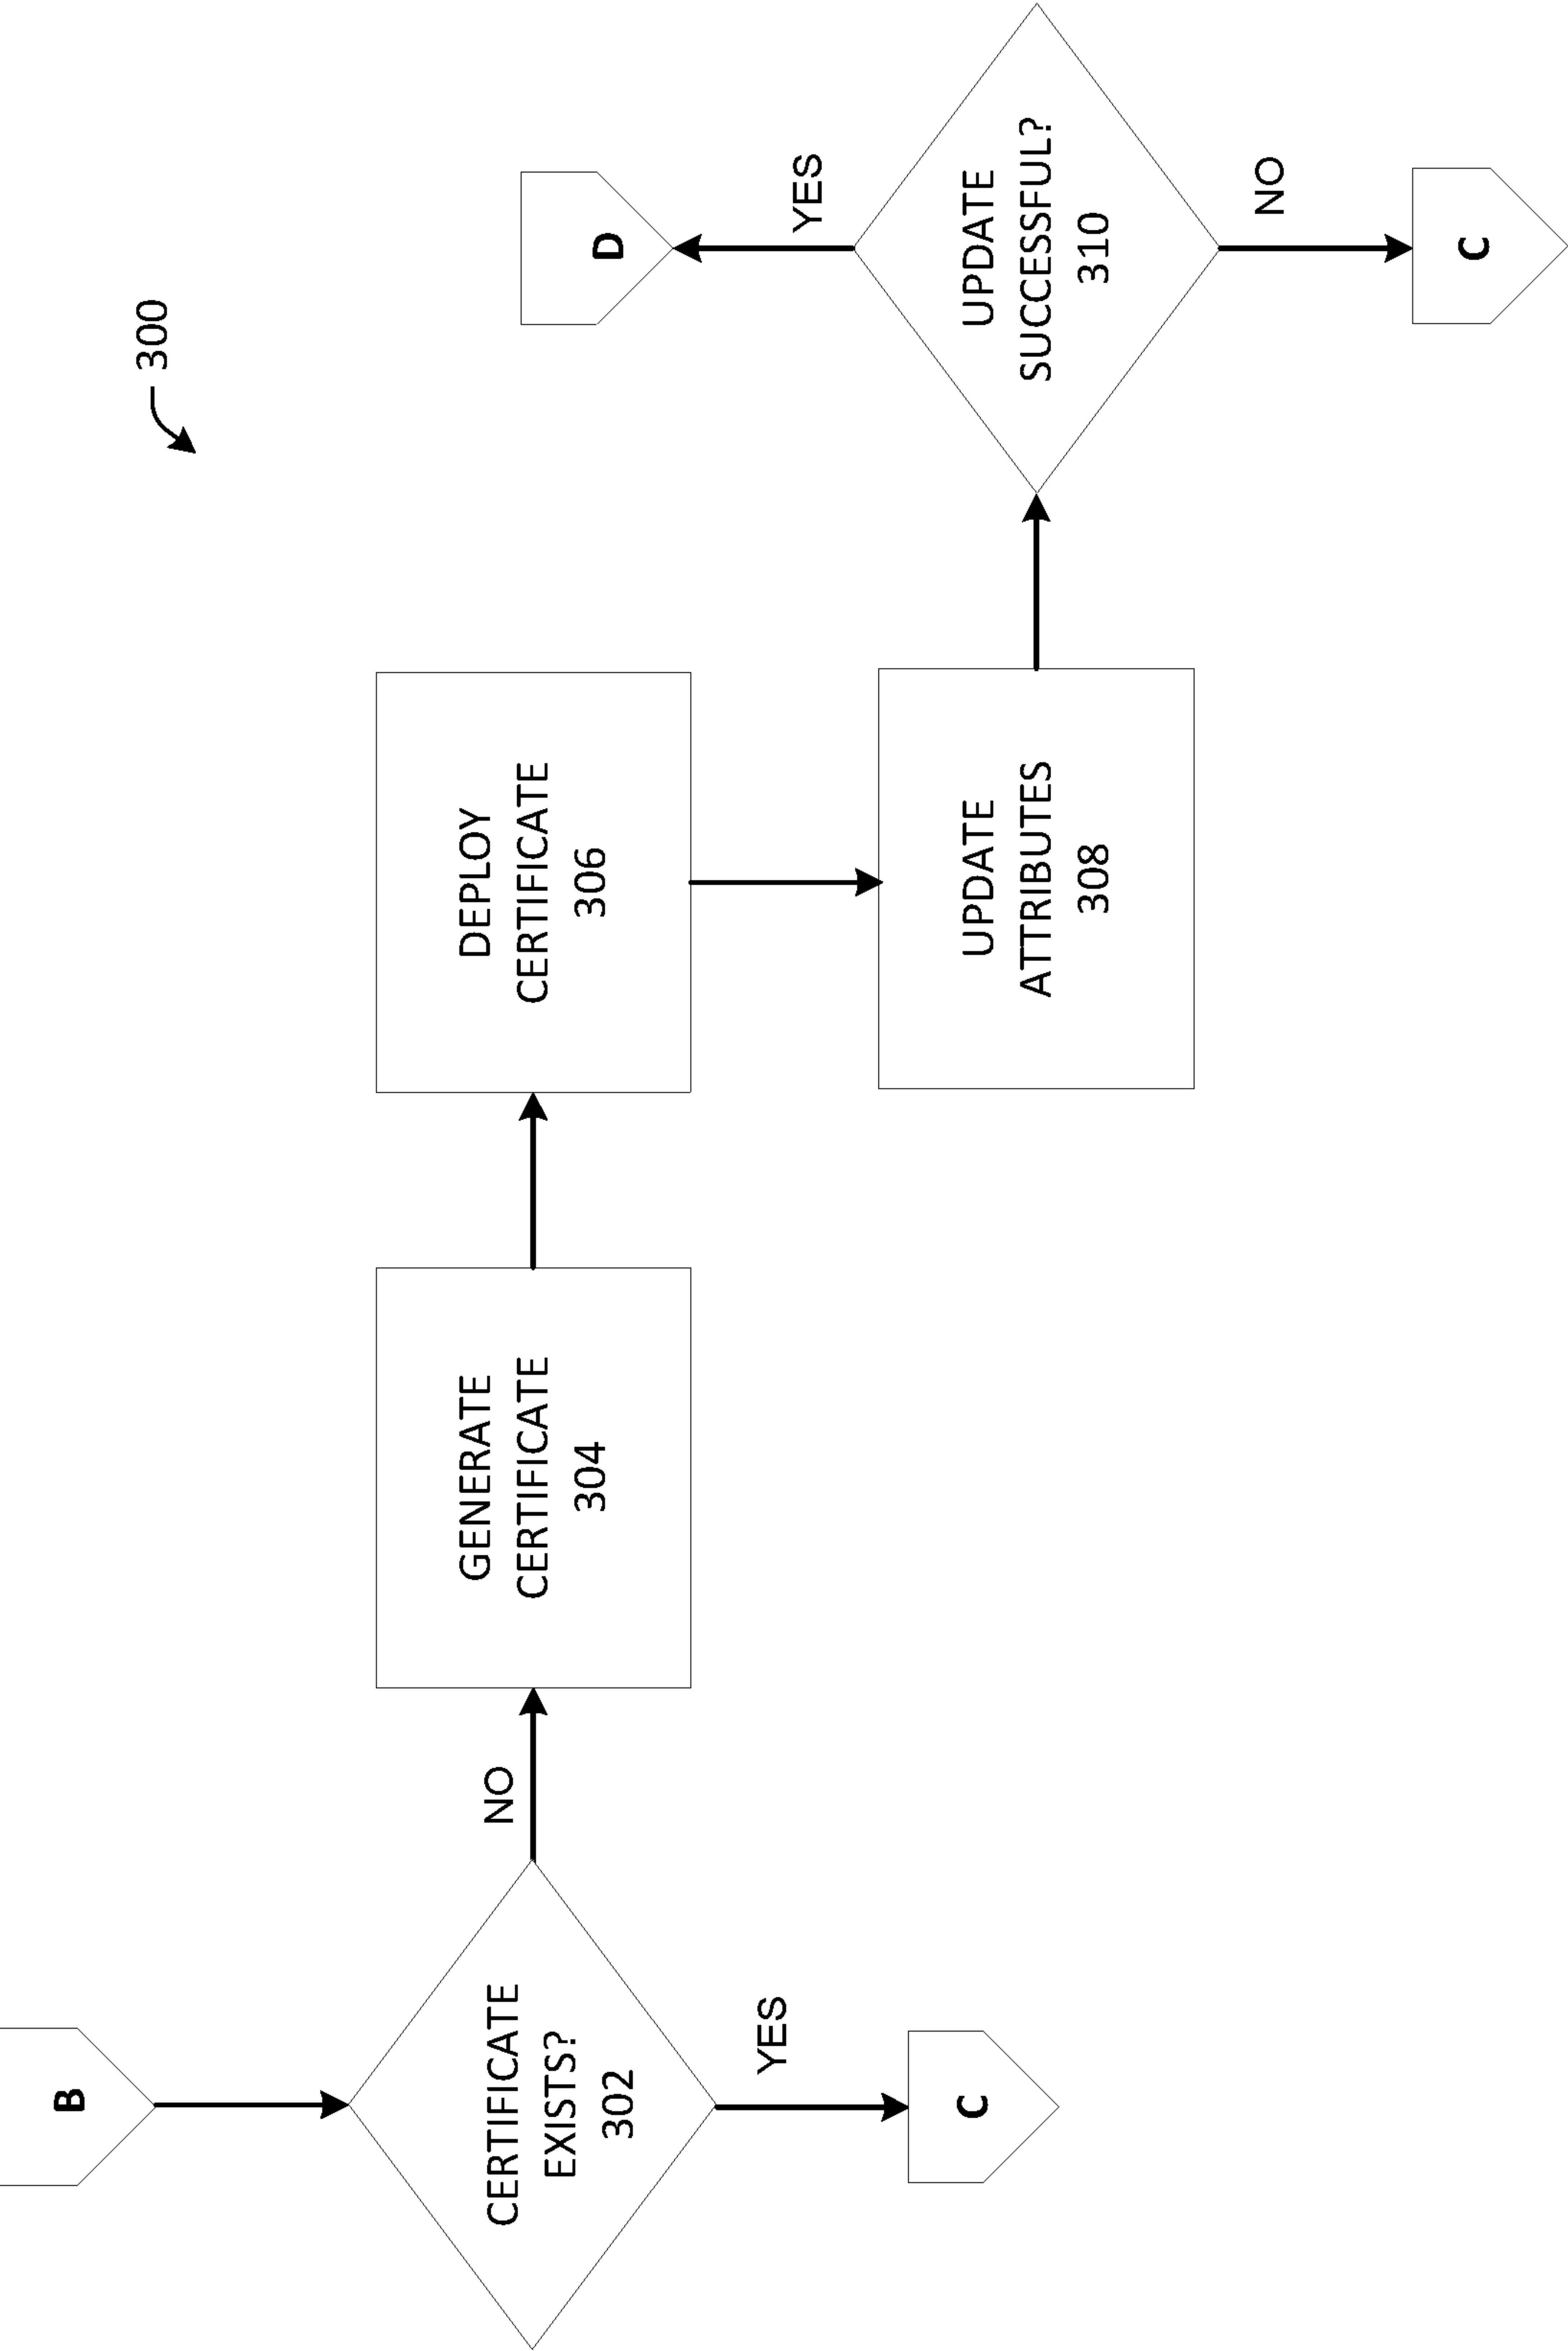 300
B
CERTIFICATE
EXISTS?
302
YES
C
NO
GENERATE
CERTIFICATE
304
DEPLOY
CERTIFICATE
306
UPDATE
ATTRIBUTES
308
UPDATE
SUCCESSFUL?
310
YES
D
NO
C